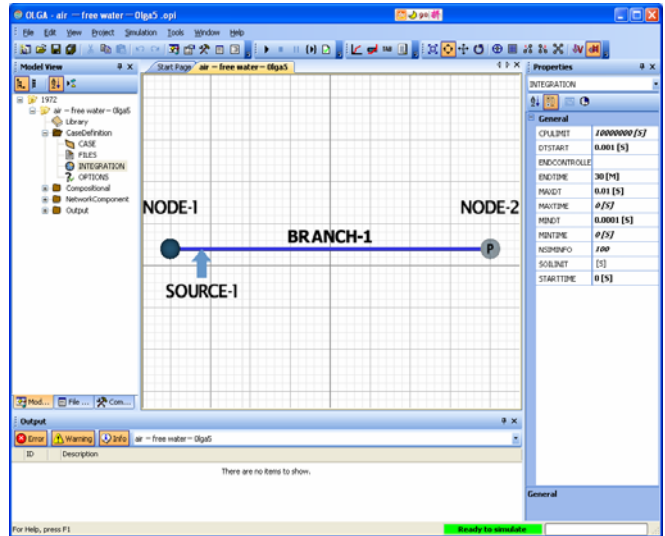 OLGA - air — free water— Olga5 .opi
File Edit View Project Simulation Tools Window Help
Model View
Start Page air — free water— Olga5
1972
air — free water— Olga5
Library
CaseDefinition
CASE
FILES
INTEGRATION
OPTIONS
Compositional
NetworkComponent
Output
Mod... File ... Com...
NODE-1
NODE-2
BRANCH-1
P
SOURCE-1
Properties
INTEGRATION
General
CPULIMIT 10000000 [S]
DTSTART 0.001 [S]
ENDCONTROLLE
ENDTIME 30 [M]
MAXDT 0.01 [S]
MAXTIME 0 [S]
MINDT 0.0001 [S]
MINTIME 0 [S]
NSIMINFO 100
SOILINIT [S]
STARTTIME 0 [S]
General
Output
Error Warning Info air — free water— Olga5
ID Description
There are no items to show.
For Help, press F1
Ready to simulate